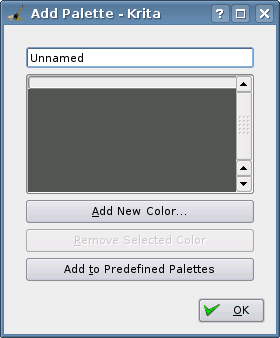 Add Palette - Krita
Unnamed
Add New Color...
Remove Selected Color
Add to Predefined Palettes
OK